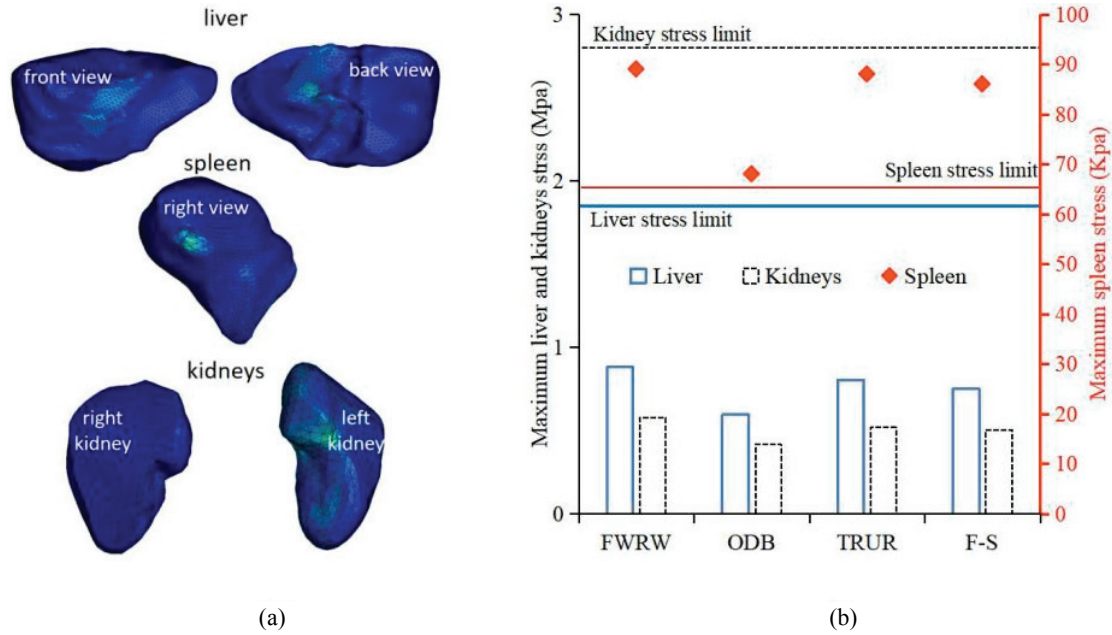 liver
front view
back view
spleen
right view
kidneys
right
kidney
left
kidney
(a)
Maximum liver and kidneys strss (Mpa)
3
2
1
0
Kidney stress limit
Spleen stress limit
Liver stress limit
Liver
Kidneys
Spleen
FWRW
ODB
TRUR
F-S
100
90
80
70
60
50
40
30
20
10
0
Maximum spleen stress (Kpa)
(b)